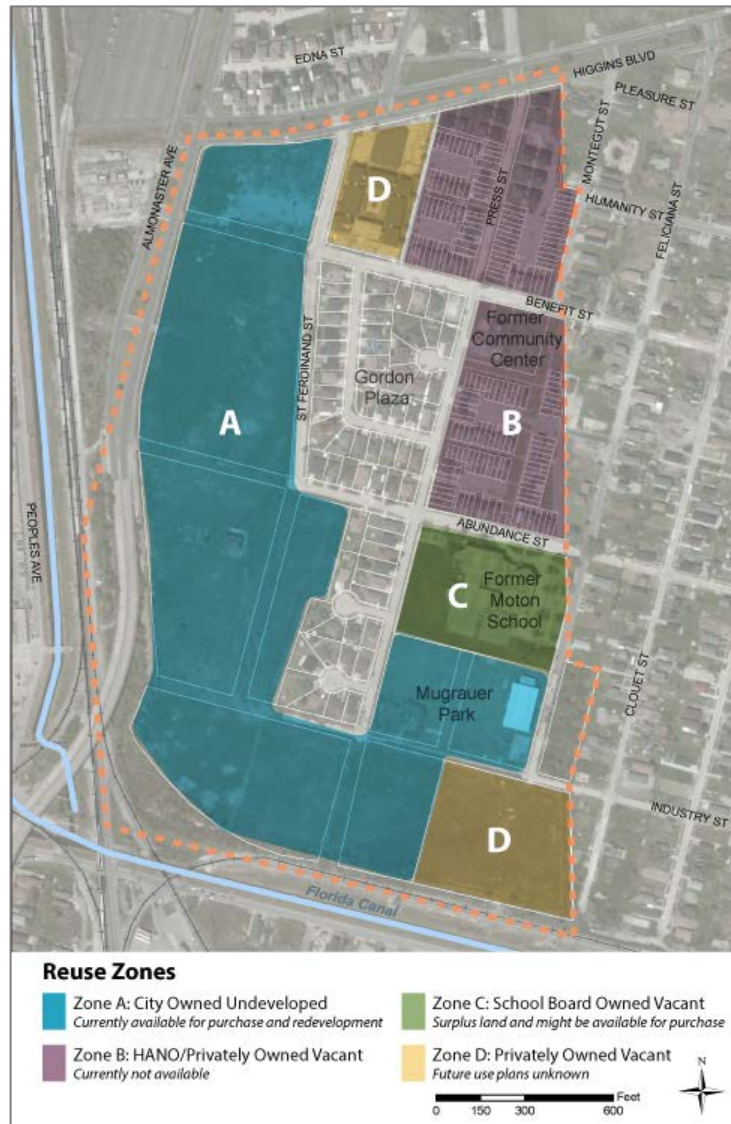 EDNA ST
HIGGINS BLVD
PLEASURE ST
MONTEGUT ST
ALMONASTER AVE
D
PRESS ST
HUMANITY ST
FELICIANA ST
BENEFIT ST
ST FERDINAND ST
Former
Community
Center
Gordon
Plaza
A
B
PEOPLES AVE
ABUNDANCE ST
Former
Moton
School
C
CLOUET ST
Mugrauer
Park
INDUSTRY ST
D
Florida Canal
Reuse Zones
Zone A: City Owned Undeveloped
Currently available for purchase and redevelopment
Zone B: HANO/Privately Owned Vacant
Currently not available
Zone C: School Board Owned Vacant
Surplus land and might be available for purchase
Zone D: Privately Owned Vacant
Future use plans unknown
N
Feet
0 150 300 600